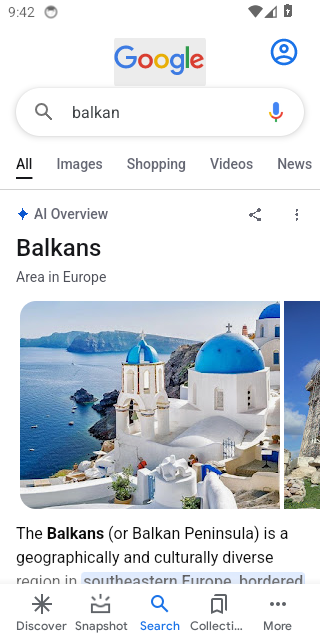 9:42
Google
balkan
All Images Shopping Videos News
AI Overview
Balkans
Area in Europe
The Balkans (or Balkan Peninsula) is a
geographically and culturally diverse
region in southeastern Europe, bordered
Discover Snapshot Search Collecti... More